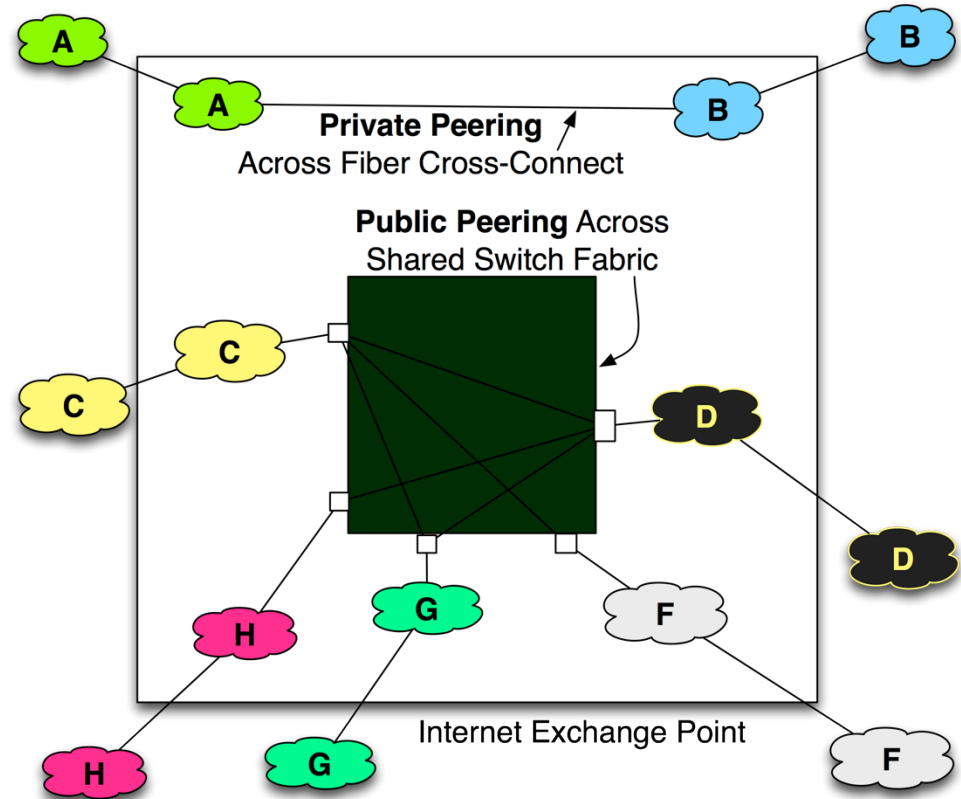 A
B
A
B
Private Peering
Across Fiber Cross-Connect
Public Peering Across
Shared Switch Fabric
C
C
D
D
G
F
H
Internet Exchange Point
H
G
F